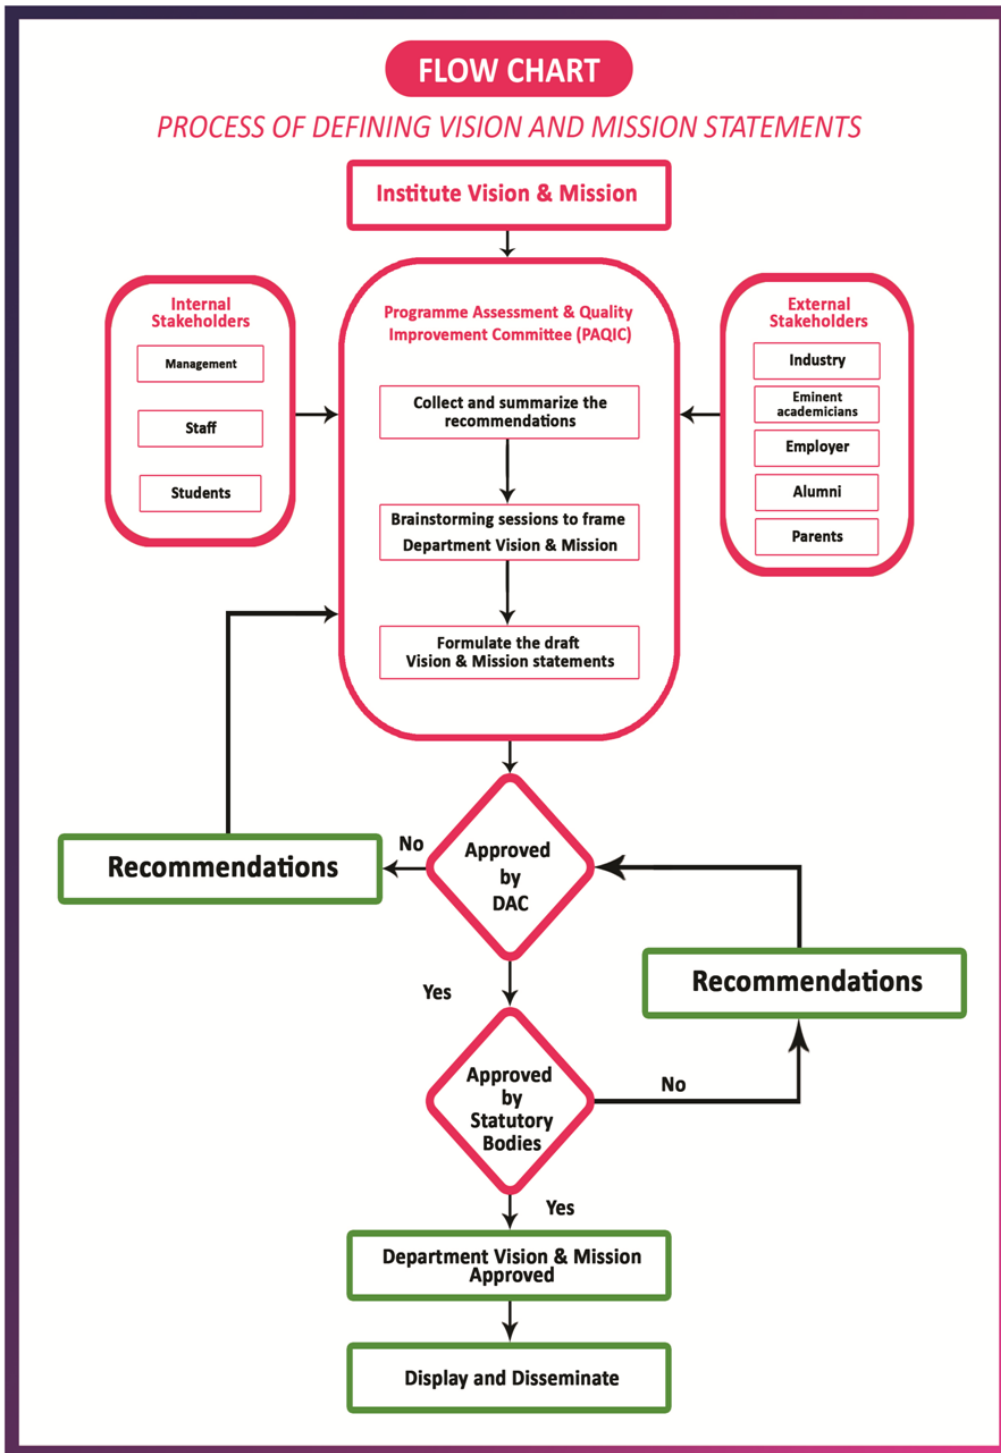 FLOW CHART
PROCESS OF DEFINING VISION AND MISSION STATEMENTS
Institute Vision & Mission
Internal
Stakeholders
Management
Staff
Students
Programme Assessment & Quality
Improvement Committee (PAQIC)
Collect and summarize the
recommendations
Brainstorming sessions to frame
Department Vision & Mission
Formulate the draft
Vision & Mission statements
External
Stakeholders
Industry
Eminent
academicians
Employer
Alumni
Parents
Recommendations
No
Approved
by
DAC
Recommendations
Yes
Approved
by
Statutory
Bodies
No
Yes
Department Vision & Mission
Approved
Display and Disseminate